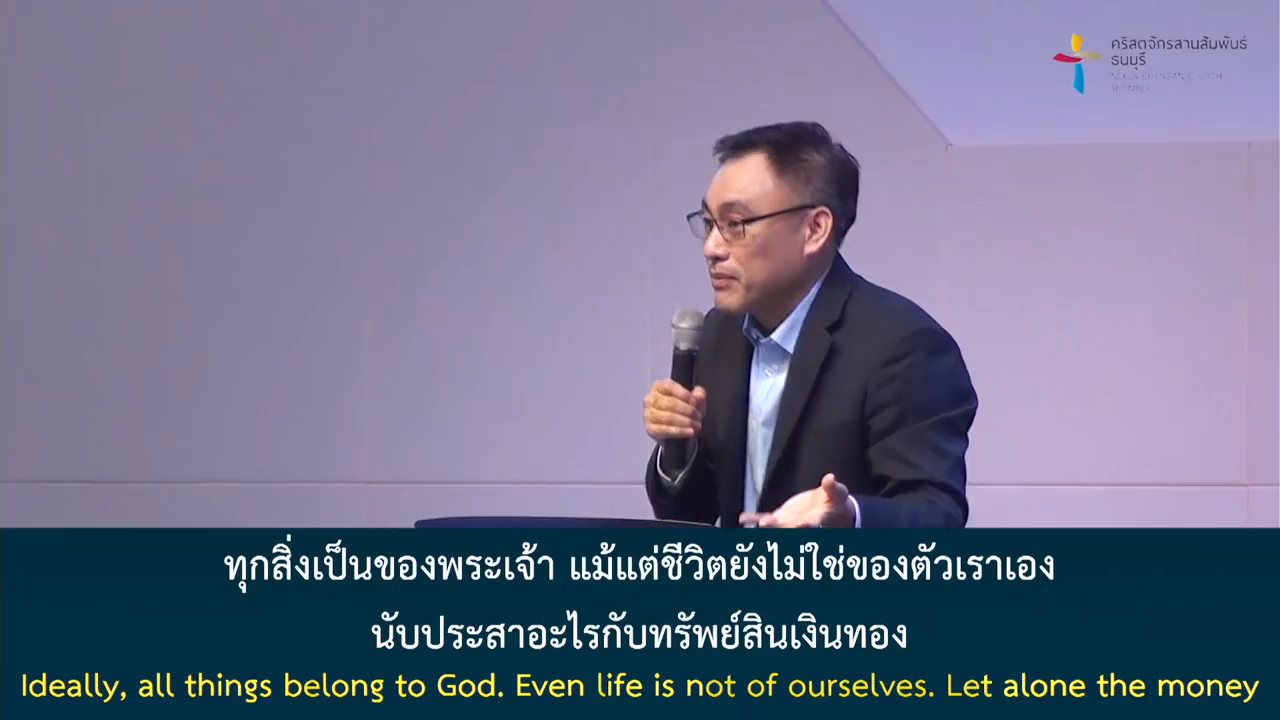 คริสตจักรสานสัมพันธ์
ธนบุรี
ทุกสิ่งเป็นของพระเจ้า แม้แต่ชีวิตยังไม่ใช่ของตัวเราเอง
นับประสาอะไรกับทรัพย์สินเงินทอง
Ideally, all things belong to God. Even life is not of ourselves. Let alone the money